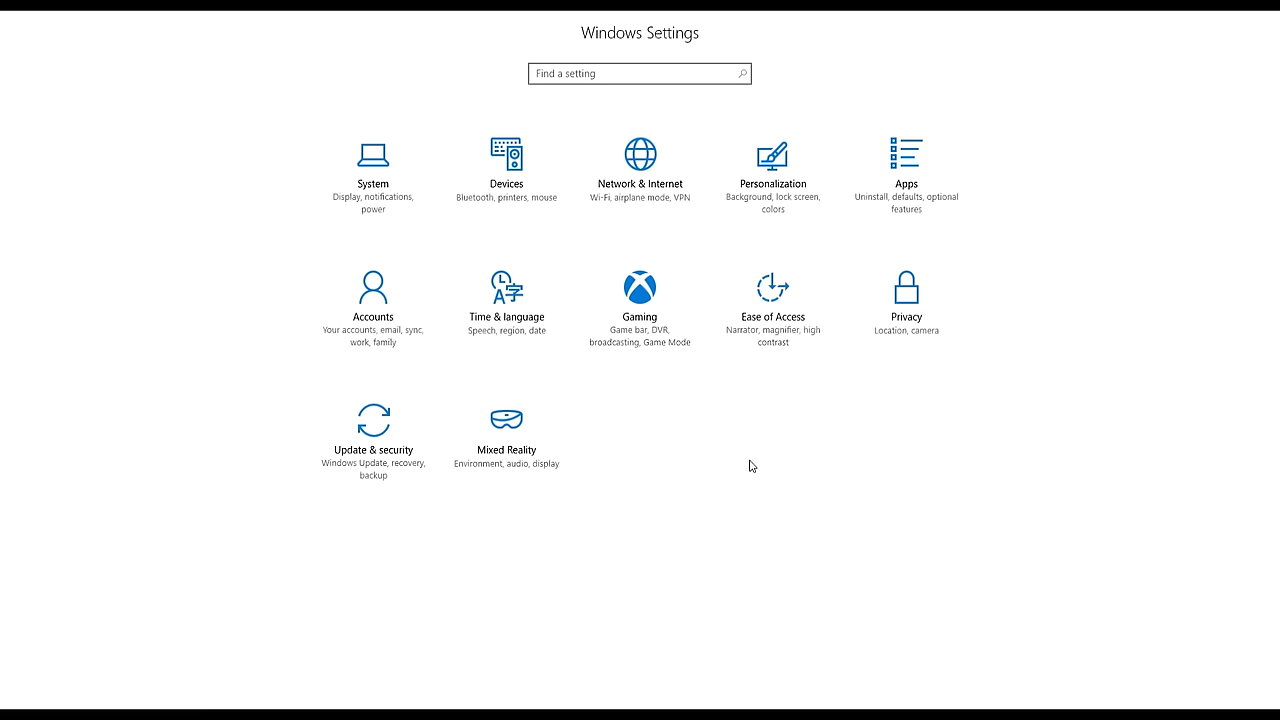 Windows Settings
Find a setting
System
Display, notifications,
power
Devices
Bluetooth, printers, mouse
Network & Internet
Wi-Fi, airplane mode, VPN
Personalization
Background, lock screen,
colors
Apps
Uninstall, defaults, optional
features
Accounts
Your accounts, email, sync,
work, family
Time & language
Speech, region, date
Gaming
Game bar, DVR,
broadcasting, Game Mode
Ease of Access
Narrator, magnifier, high
contrast
Privacy
Location, camera
Update & security
Windows Update, recovery,
backup
Mixed Reality
Environment, audio, display